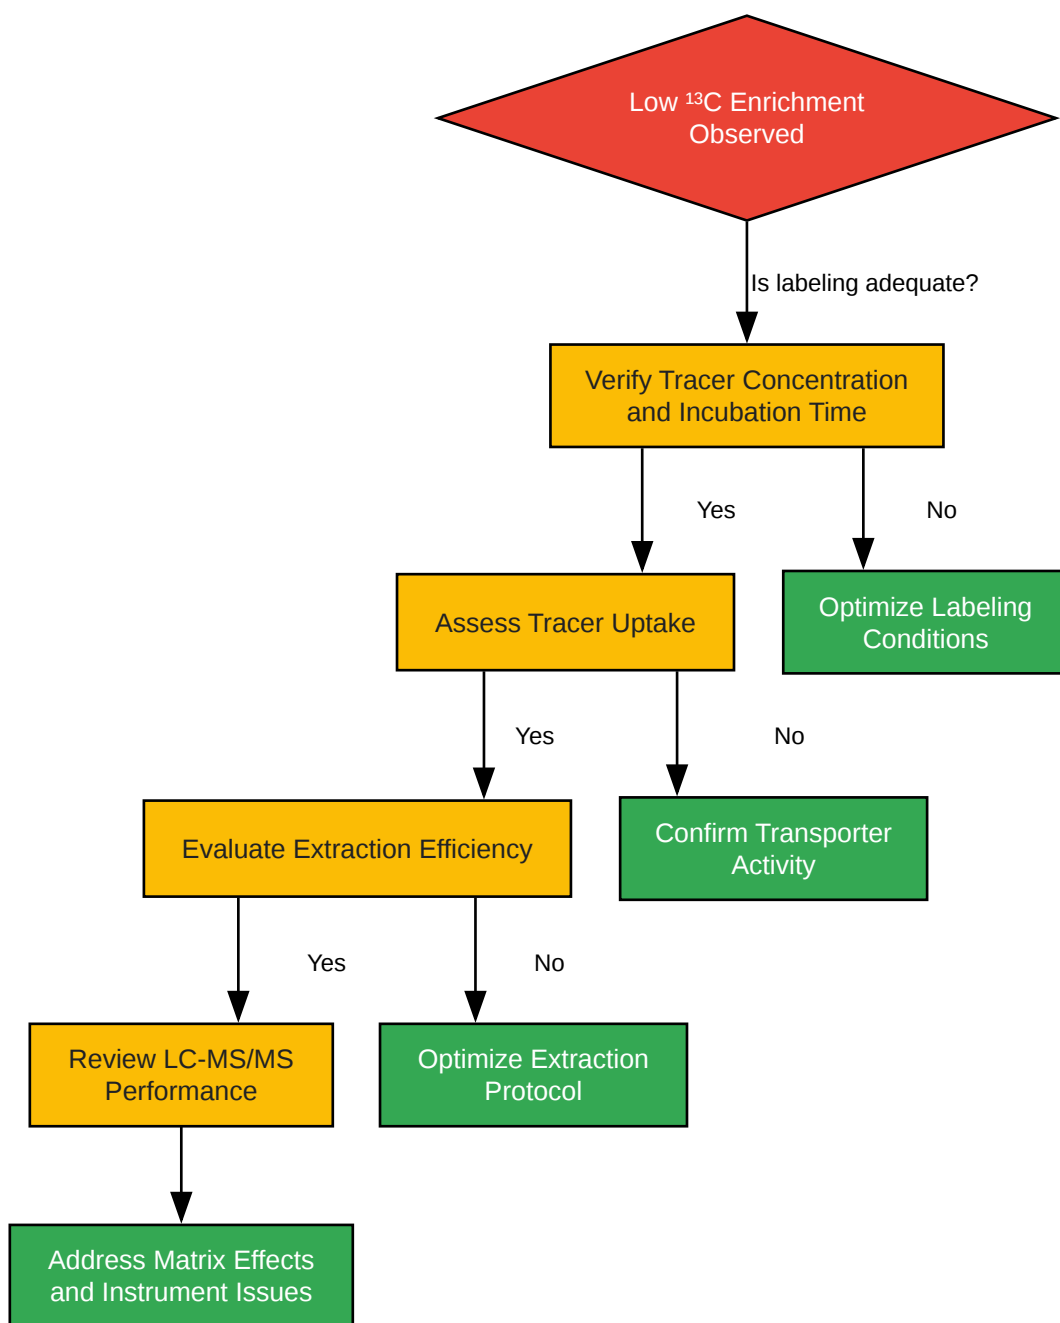 Low ¹³C Enrichment
Observed
Is labeling adequate?
Verify Tracer Concentration
and Incubation Time
Yes
No
Assess Tracer Uptake
Optimize Labeling
Conditions
Yes
No
Evaluate Extraction Efficiency
Confirm Transporter
Activity
Yes
No
Review LC-MS/MS
Performance
Optimize Extraction
Protocol
Address Matrix Effects
and Instrument Issues